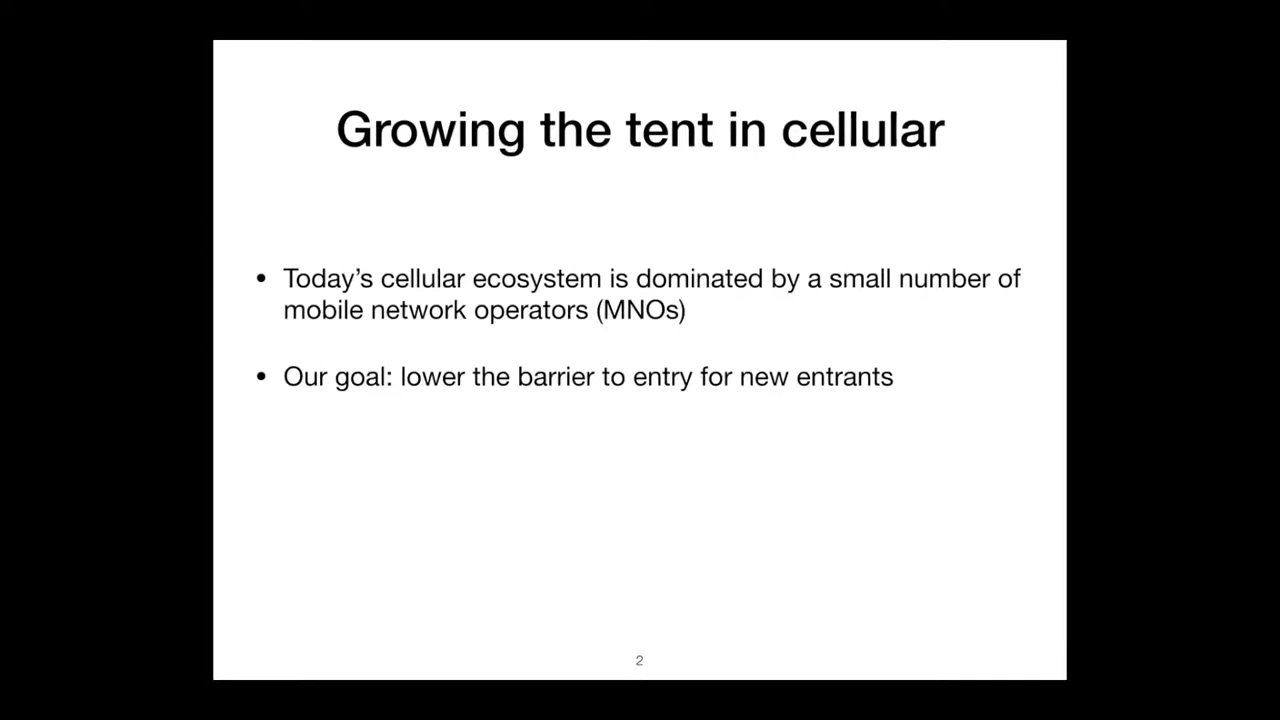 Growing the tent in cellular
• Today’s cellular ecosystem is dominated by a small number of
mobile network operators (MNOs)
• Our goal: lower the barrier to entry for new entrants
2